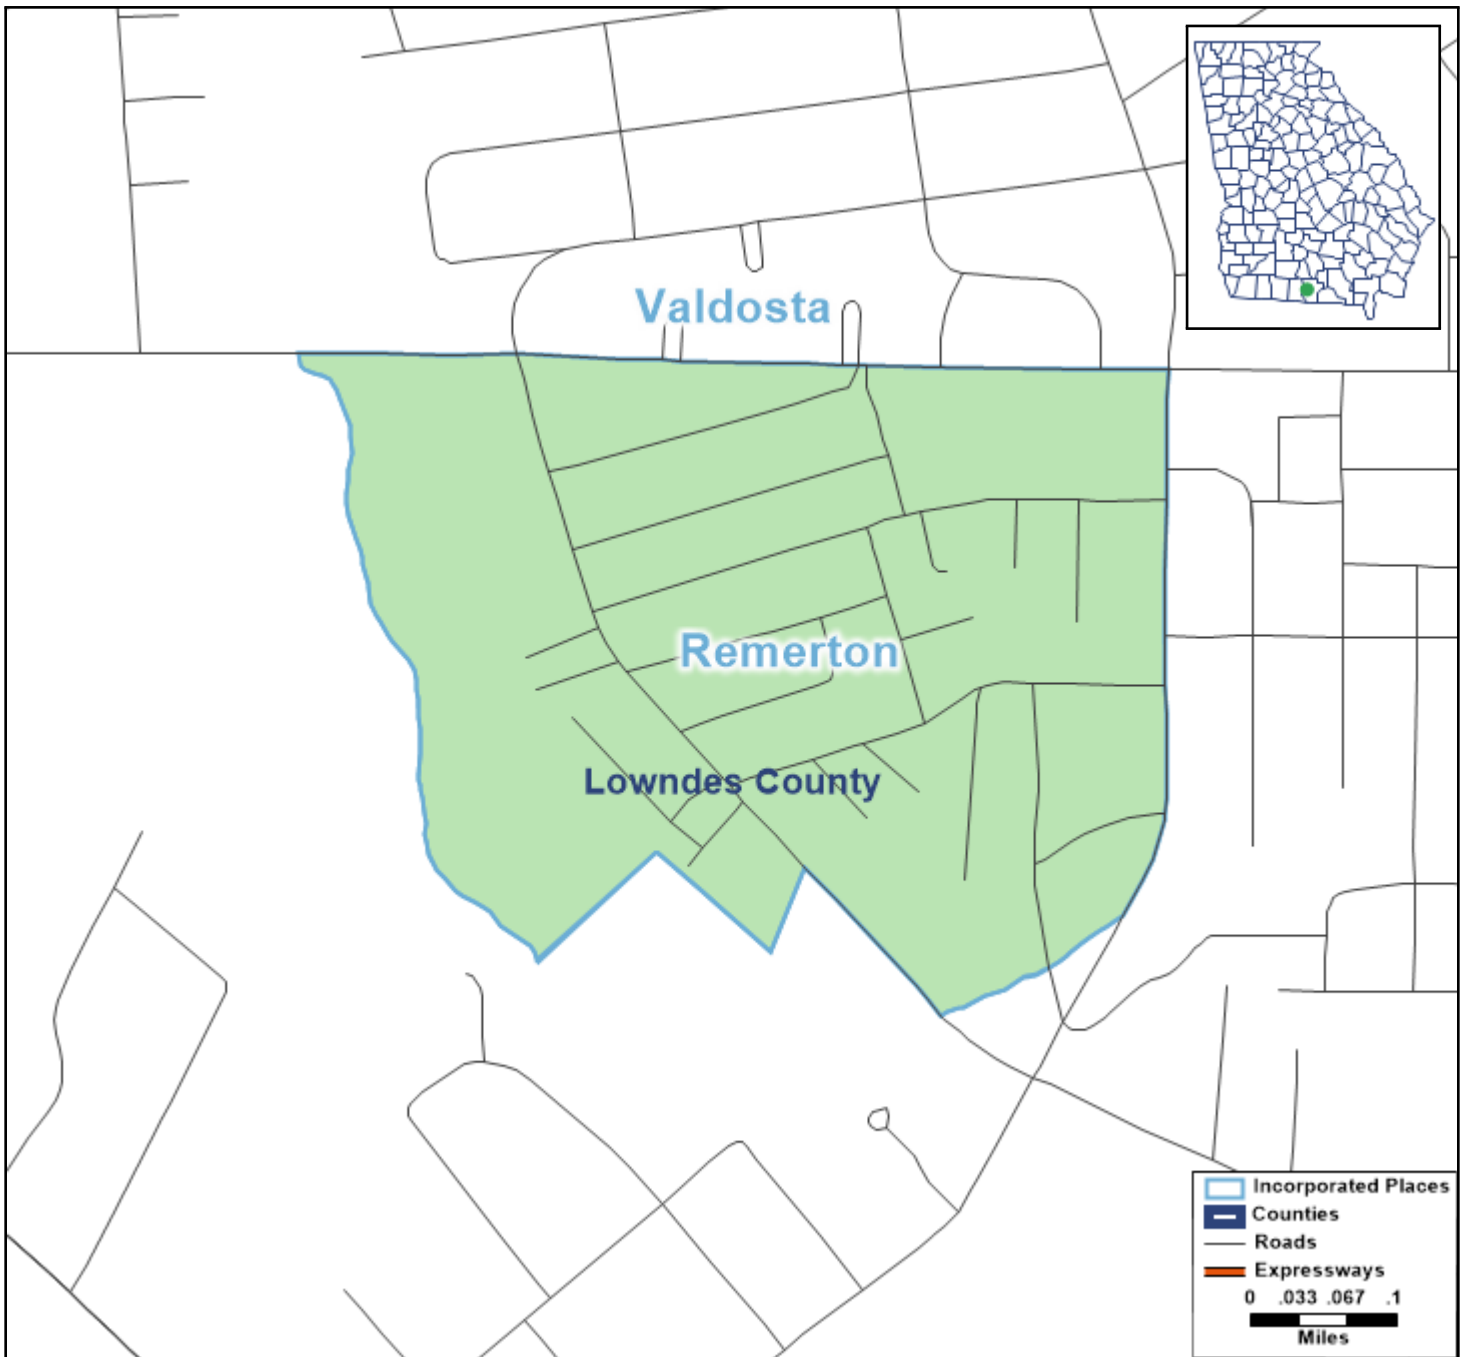 Valdosta
Remerton
Lowndes County
Incorporated Places
Counties
Roads
Expressways
0 .033 .067 .1
Miles